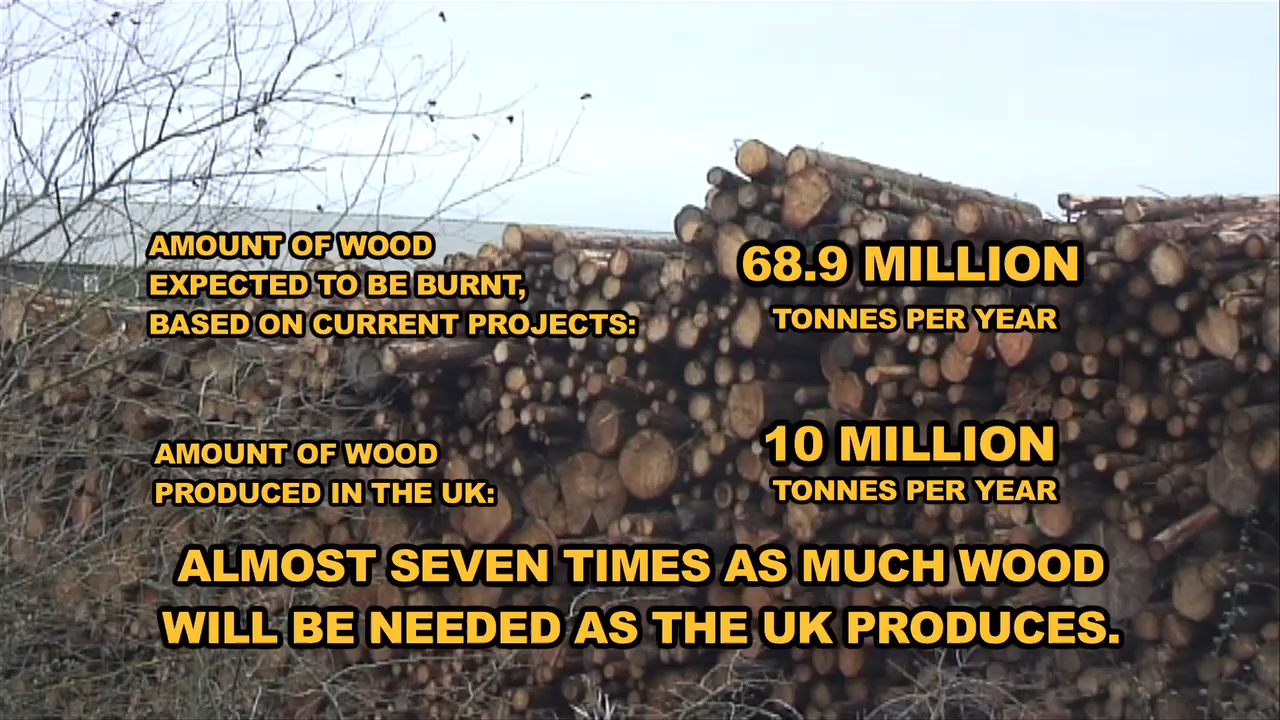 AMOUNT OF WOOD
EXPECTED TO BE BURNT,
BASED ON CURRENT PROJECTS:
68.9 MILLION
TONNES PER YEAR
AMOUNT OF WOOD
PRODUCED IN THE UK:
10 MILLION
TONNES PER YEAR
ALMOST SEVEN TIMES AS MUCH WOOD
WILL BE NEEDED AS THE UK PRODUCES.